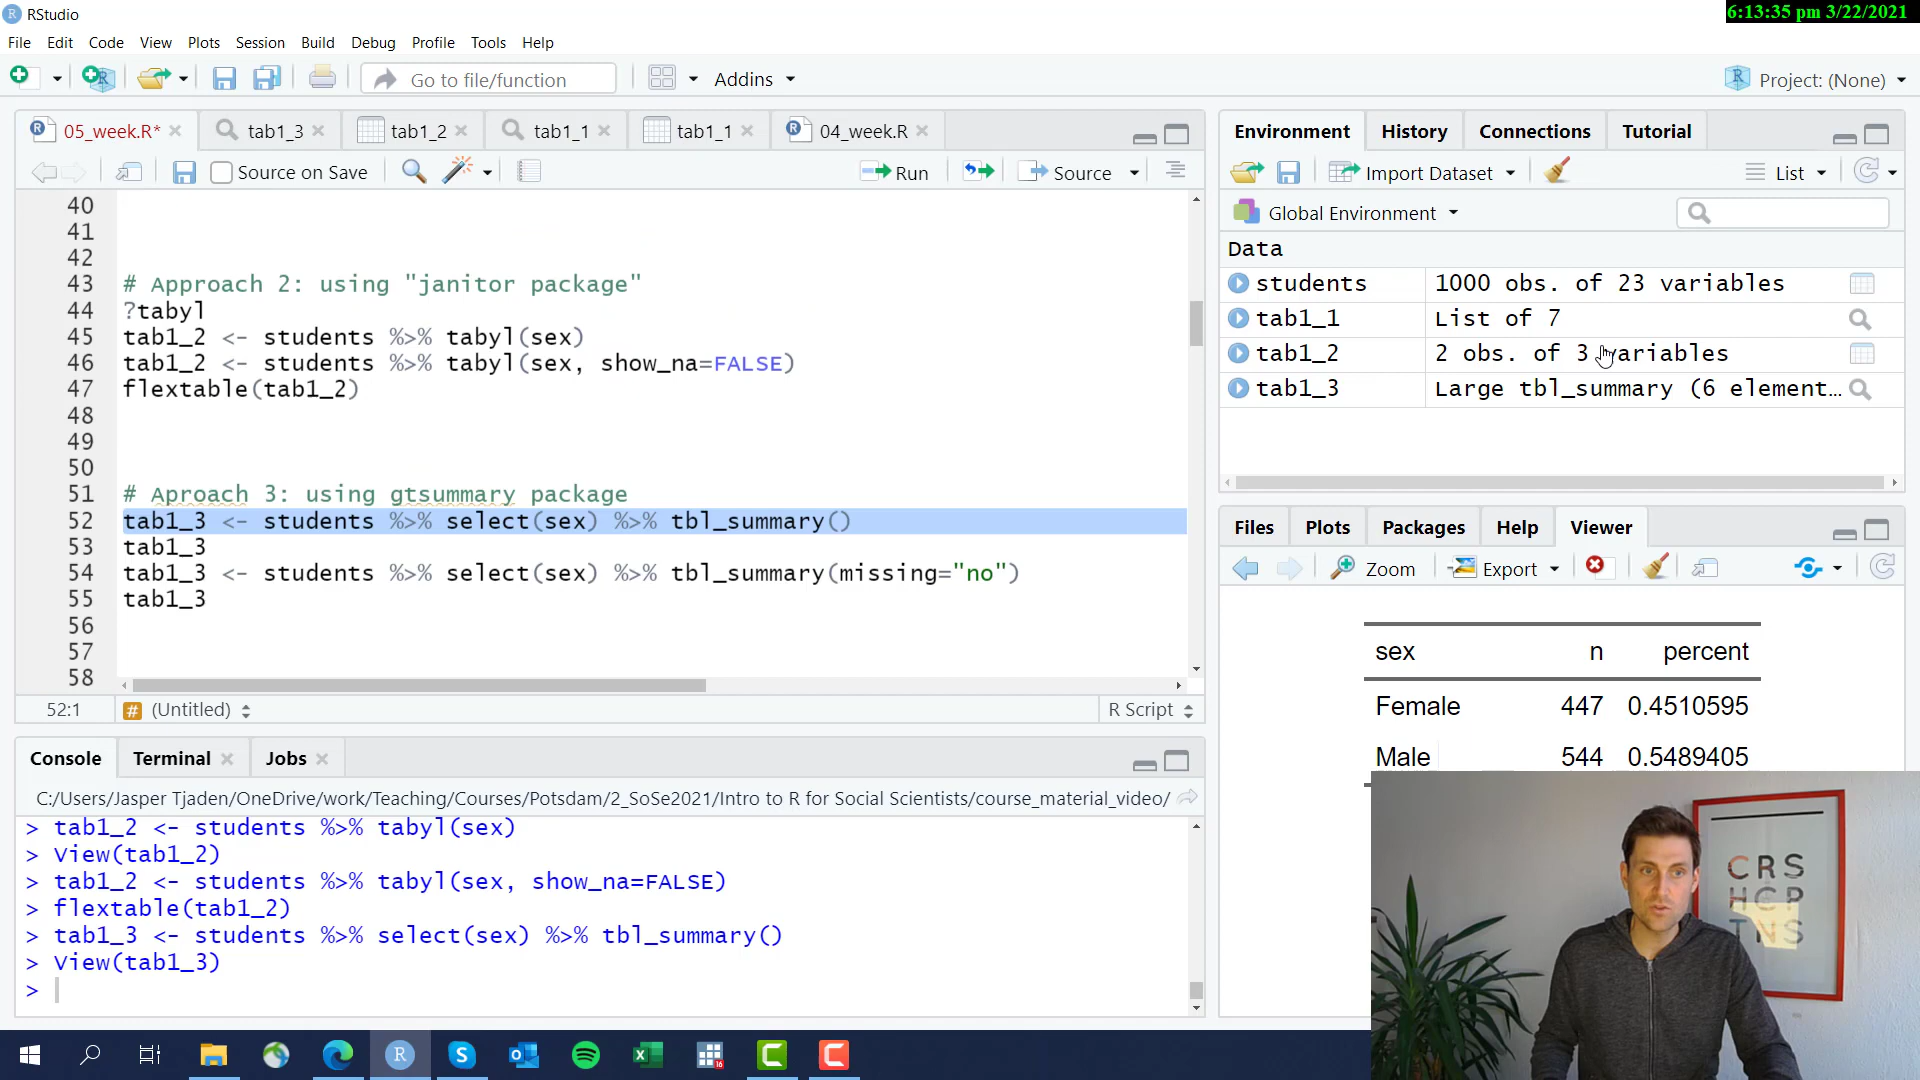 RStudio
6:13:35 pm 3/22/2021
File Edit Code View Plots Session Build Debug Profile Tools Help
Go to file/function
Addins
Project: (None)
05_week.R*
tab1_3
tab1_2
tab1_1
tab1_1
04_week.R
Source on Save
Run
Source
40
41
42
43 # Approach 2: using "janitor package"
44 ?tabyl
45 tab1_2 <- students %>% tabyl(sex)
46 tab1_2 <- students %>% tabyl(sex, show_na=FALSE)
47 flextable(tab1_2)
48
49
50
51 # Aproach 3: using gtsummary package
52 tab1_3 <- students %>% select(sex) %>% tbl_summary()
53 tab1_3
54 tab1_3 <- students %>% select(sex) %>% tbl_summary(missing="no")
55 tab1_3
56
57
58
52:1
# (Untitled)
R Script
Console Terminal Jobs
C:/Users/Jasper Tjaden/OneDrive/work/Teaching/Courses/Potsdam/2_SoSe2021/Intro to R for Social Scientists/course_material_video/
> tab1_2 <- students %>% tabyl(sex)
> View(tab1_2)
> tab1_2 <- students %>% tabyl(sex, show_na=FALSE)
> flextable(tab1_2)
> tab1_3 <- students %>% select(sex) %>% tbl_summary()
> View(tab1_3)
>
Environment History Connections Tutorial
Import Dataset
List
Global Environment
Data
students 1000 obs. of 23 variables
tab1_1 List of 7
tab1_2 2 obs. of 3 variables
tab1_3 Large tbl_summary (6 element…
Files Plots Packages Help Viewer
Zoom
Export
sex n percent
Female 447 0.4510595
Male 544 0.5489405
CRS
HCP
TNS